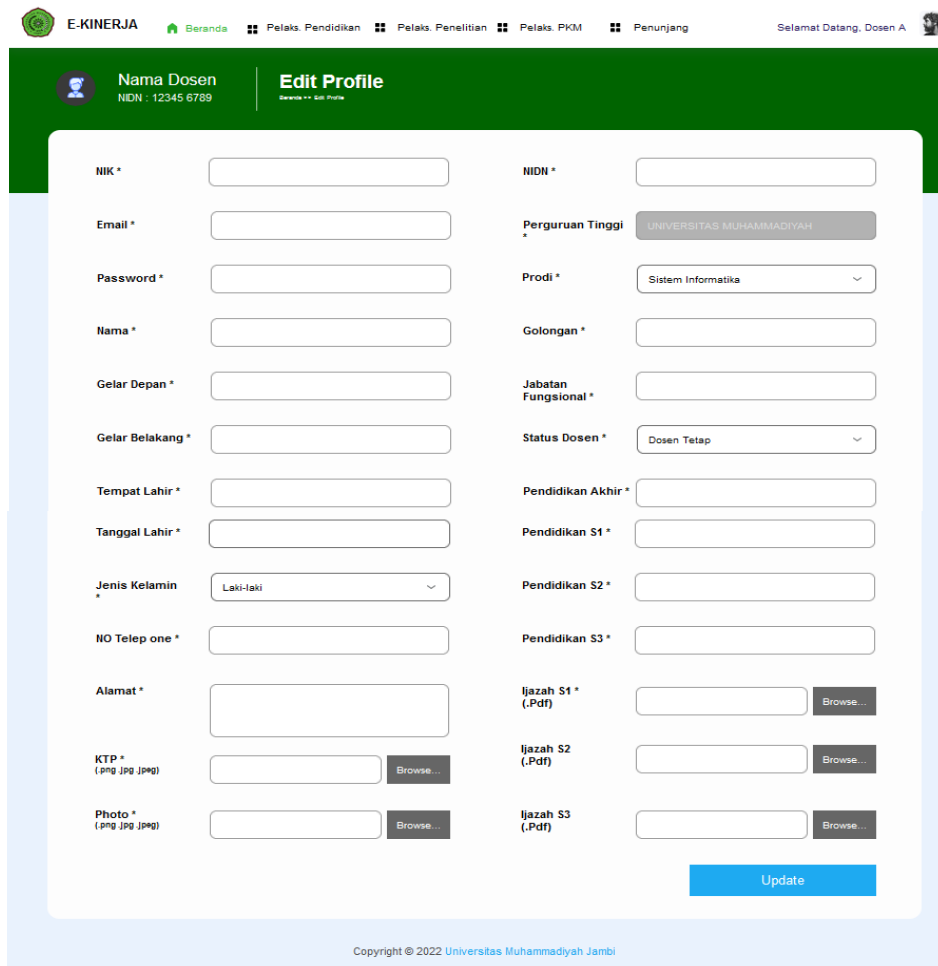 E-KINERJA
Beranda
Pelaks. Pendidikan
Pelaks. Penelitian
Pelaks. PKM
Penunjang
Selamat Datang, Dosen A
Nama Dosen
NIDN : 12345 6789
Edit Profile
Beranda >> Edit Profile
NIK *
NIDN *
Email *
Perguruan Tinggi
*
UNIVERSITAS MUHAMMADIYAH
Password *
Prodi *
Sistem Informatika
Nama *
Golongan *
Gelar Depan *
Jabatan
Fungsional *
Gelar Belakang *
Status Dosen *
Dosen Tetap
Tempat Lahir *
Pendidikan Akhir *
Tanggal Lahir *
Pendidikan S1 *
Jenis Kelamin
*
Laki-laki
Pendidikan S2 *
NO Telep one *
Pendidikan S3 *
Alamat *
Ijazah S1 *
(.Pdf)
Browse...
KTP *
(.png .jpg .jpeg)
Browse...
Ijazah S2
(.Pdf)
Browse...
Photo *
(.png .jpg .jpeg)
Browse...
Ijazah S3
(.Pdf)
Browse...
Update
Copyright © 2022 Universitas Muhammadiyah Jambi